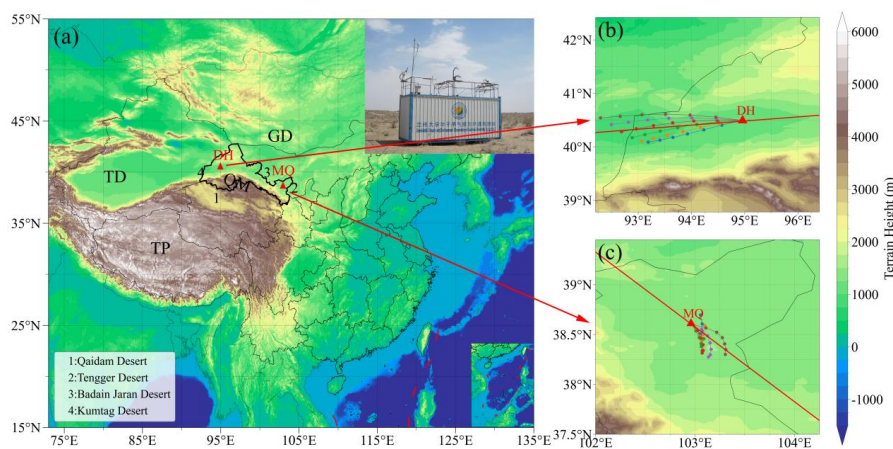 (a)
55°N
45°N
35°N
25°N
15°N
75°E
85°E
95°E
105°E
115°E
125°E
135°E
GD
DH
TD
4
3
MQ
QM
1
TP
1:Qaidam Desert
2:Tengger Desert
3:Badain Jaran Desert
4:Kumtag Desert
(b)
42°N
41°N
40°N
39°N
DH
93°E
94°E
95°E
96°E
(c)
39°N
38.5°N
38°N
37.5°N
MQ
102°E
103°E
104°E
6000
5000
4000
3000
2000
1000
0
-1000
Terrain Height (m)